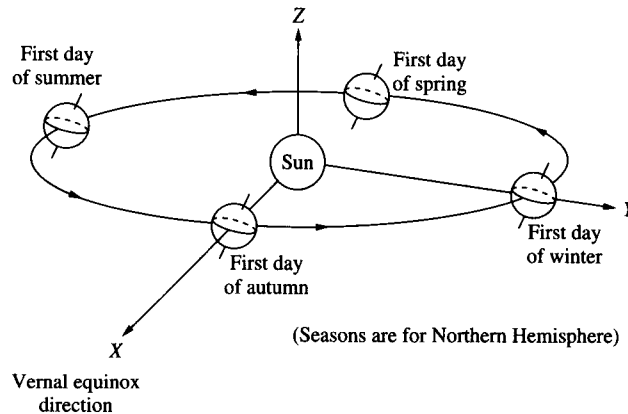 Z
First day
of summer
First day
of spring
Sun
Y
First day
of winter
First day
of autumn
X
(Seasons are for Northern Hemisphere)
Vernal equinox
direction